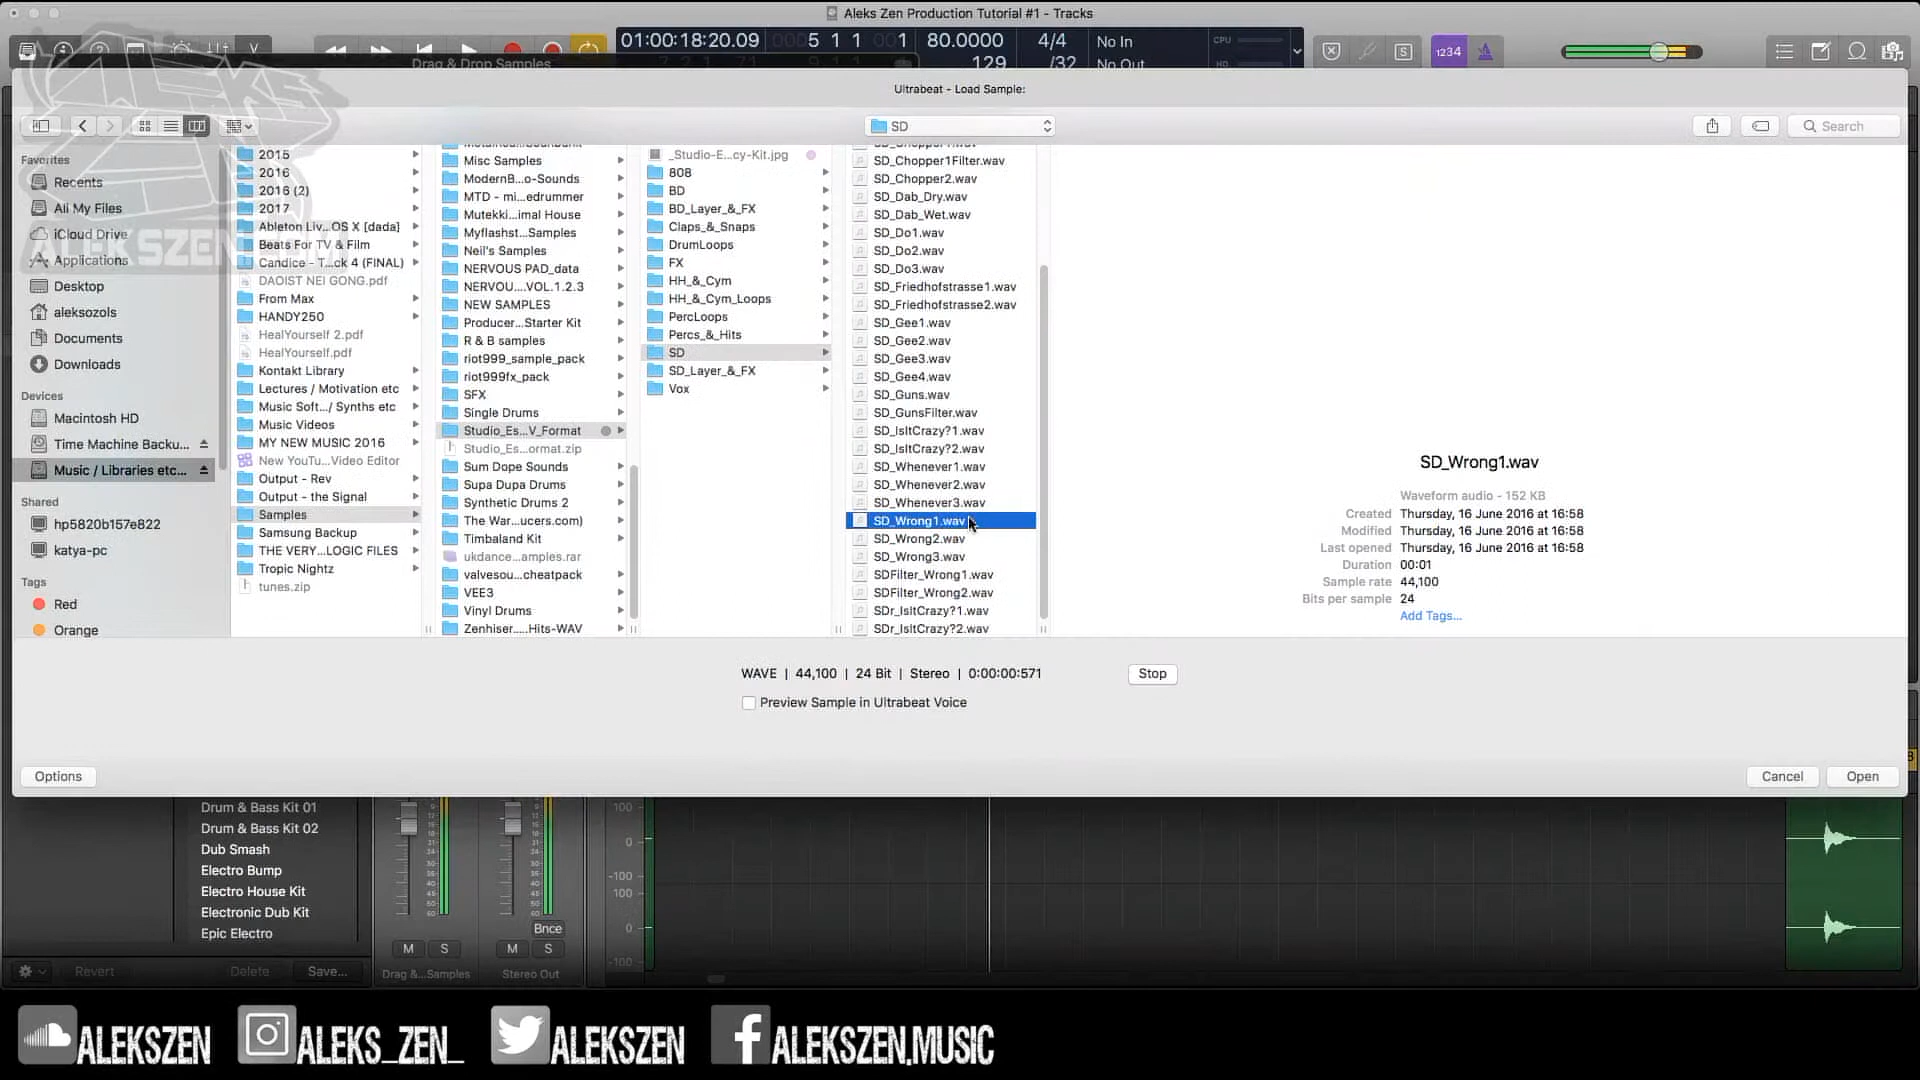 Aleks Zen Production Tutorial #1 - Tracks
01:00:18:20.09
5 1 1 001
80.0000
4/4
No In
CPU
Drag & Drop Samples
129
/32
No Out
HD
S
1234
Ultrabeat - Load Sample:
SD
Search
Favorites
Recents
All My Files
iCloud Drive
Applications
Desktop
aleksozols
Documents
Downloads
Devices
Macintosh HD
Time Machine Backu...
Music / Libraries etc...
Shared
hp5820b157e822
katya-pc
Tags
Red
Orange
2015
2016
2016 (2)
2017
Ableton Liv...OS X [dada]
Beats For TV & Film
Candice - T...ck 4 (FINAL)
DAOIST NEI GONG.pdf
From Max
HANDY250
HealYourself 2.pdf
HealYourself.pdf
Kontakt Library
Lectures / Motivation etc
Music Soft.../ Synths etc
Music Videos
MY NEW MUSIC 2016
New YouTu...Video Editor
Output - Rev
Output - the Signal
Samples
Samsung Backup
THE VERY...LOGIC FILES
Tropic Nightz
tunes.zip
Misc Samples
ModernB...o-Sounds
MTD - mi...edrummer
Mutekki...imal House
Myflashst...Samples
Neil's Samples
NERVOUS PAD_data
NERVOU....VOL.1.2.3
NEW SAMPLES
Producer...Starter Kit
R & B samples
riot999_sample_pack
riot999fx_pack
SFX
Single Drums
Studio_Es...V_Format
Studio_Es...ormat.zip
Sum Dope Sounds
Supa Dupa Drums
Synthetic Drums 2
The War...ucers.com)
Timbaland Kit
ukdance...amples.rar
valvesou...cheatpack
VEE3
Vinyl Drums
Zenhiser.....Hits-WAV
_Studio-E...cy-Kit.jpg
808
BD
BD_Layer_&_FX
Claps_&_Snaps
DrumLoops
FX
HH_&_Cym
HH_&_Cym_Loops
PercLoops
Percs_&_Hits
SD
SD_Layer_&_FX
Vox
SD_Chopper1Filter.wav
SD_Chopper2.wav
SD_Dab_Dry.wav
SD_Dab_Wet.wav
SD_Do1.wav
SD_Do2.wav
SD_Do3.wav
SD_Friedhofstrasse1.wav
SD_Friedhofstrasse2.wav
SD_Gee1.wav
SD_Gee2.wav
SD_Gee3.wav
SD_Gee4.wav
SD_Guns.wav
SD_GunsFilter.wav
SD_IsItCrazy?1.wav
SD_IsItCrazy?2.wav
SD_Whenever1.wav
SD_Whenever2.wav
SD_Whenever3.wav
SD_Wrong1.wav
SD_Wrong2.wav
SD_Wrong3.wav
SDFilter_Wrong1.wav
SDFilter_Wrong2.wav
SDr_IsItCrazy?1.wav
SDr_IsItCrazy?2.wav
SD_Wrong1.wav
Waveform audio - 152 KB
Created Thursday, 16 June 2016 at 16:58
Modified Thursday, 16 June 2016 at 16:58
Last opened Thursday, 16 June 2016 at 16:58
Duration 00:01
Sample rate 44,100
Bits per sample 24
Add Tags...
WAVE | 44,100 | 24 Bit | Stereo | 0:00:00:571
Stop
Preview Sample in Ultrabeat Voice
Options
Cancel
Open
Drum & Bass Kit 01
Drum & Bass Kit 02
Dub Smash
Electro Bump
Electro House Kit
Electronic Dub Kit
Epic Electro
Bnce
M S
M S
Revert
Delete
Save...
Drag &...Samples
Stereo Out
100
0
-100
100
0
-100
ALEKSZEN.COM
ALEKSZEN
ALEKS_ZEN_
ALEKSZEN
ALEKSZEN.MUSIC